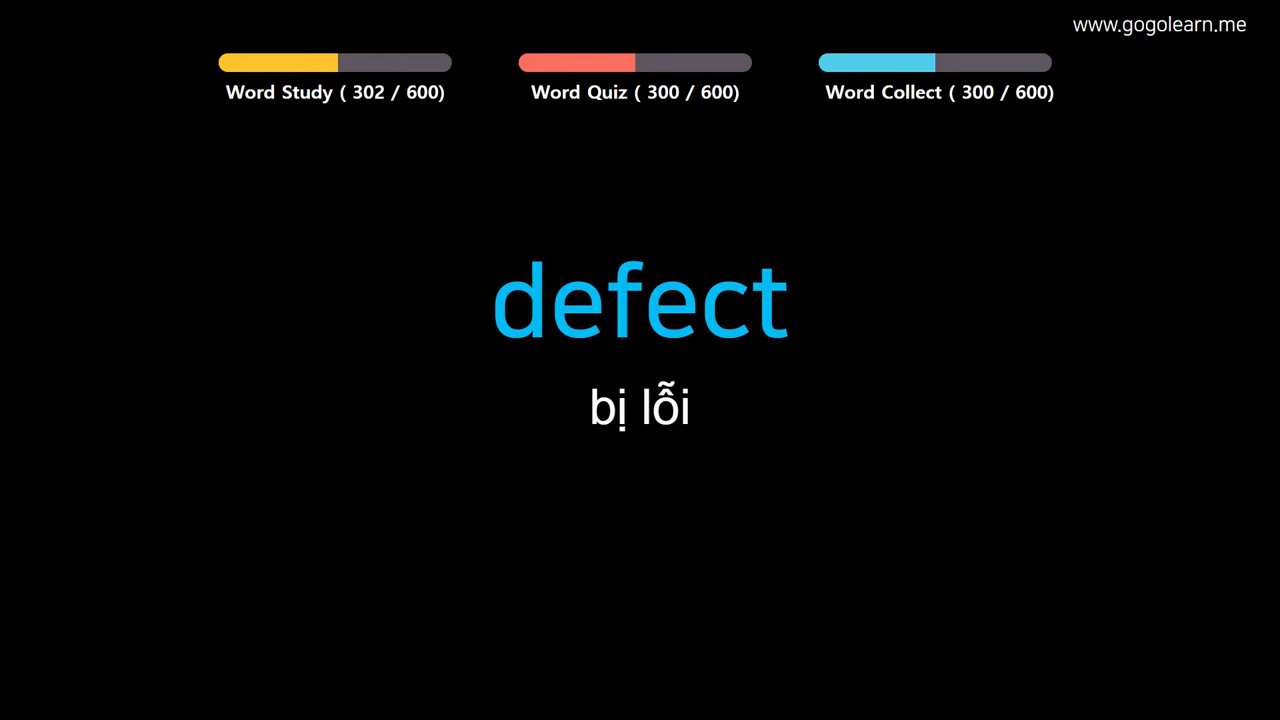 www.gogolearn.me
Word Study ( 302 / 600)
Word Quiz ( 300 / 600)
Word Collect ( 300 / 600)
defect
bị lỗi